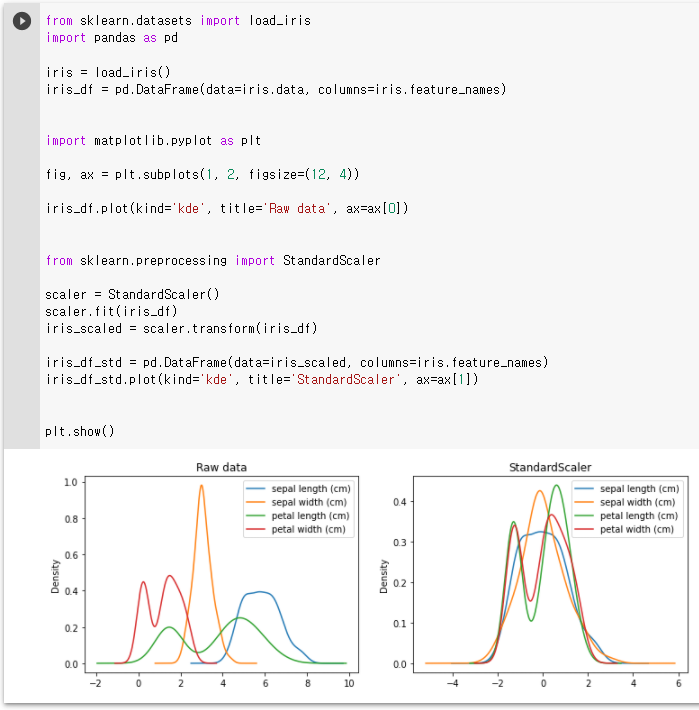 from sklearn.datasets import load_iris
import pandas as pd
iris = load_iris()
iris_df = pd.DataFrame(data=iris.data, columns=iris.feature_names)
import matplotlib.pyplot as plt
fig, ax = plt.subplots(1, 2, figsize=(12, 4))
iris_df.plot(kind='kde', title='Raw data', ax=ax[0])
from sklearn.preprocessing import StandardScaler
scaler = StandardScaler()
scaler.fit(iris_df)
iris_scaled = scaler.transform(iris_df)
iris_df_std = pd.DataFrame(data=iris_scaled, columns=iris.feature_names)
iris_df_std.plot(kind='kde', title='StandardScaler', ax=ax[1])
plt.show()
Raw data
sepal length (cm)
sepal width (cm)
petal length (cm)
petal width (cm)
Density
1.0
0.8
0.6
0.4
0.2
0.0
−2 0 2 4 6 8 10
StandardScaler
sepal length (cm)
sepal width (cm)
petal length (cm)
petal width (cm)
Density
0.4
0.3
0.2
0.1
0.0
−4 −2 0 2 4 6